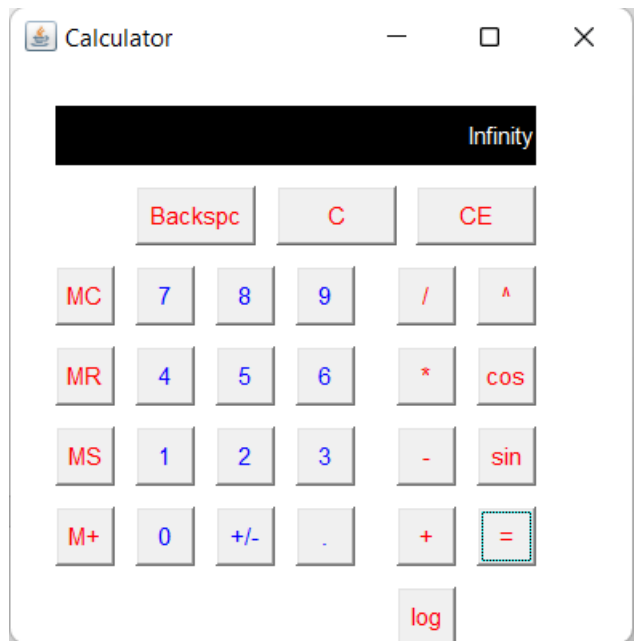 Calculator
Infinity
Backspc C CE
MC 7 8 9 / ^
MR 4 5 6 * cos
MS 1 2 3 - sin
M+ 0 +/- . + =
log